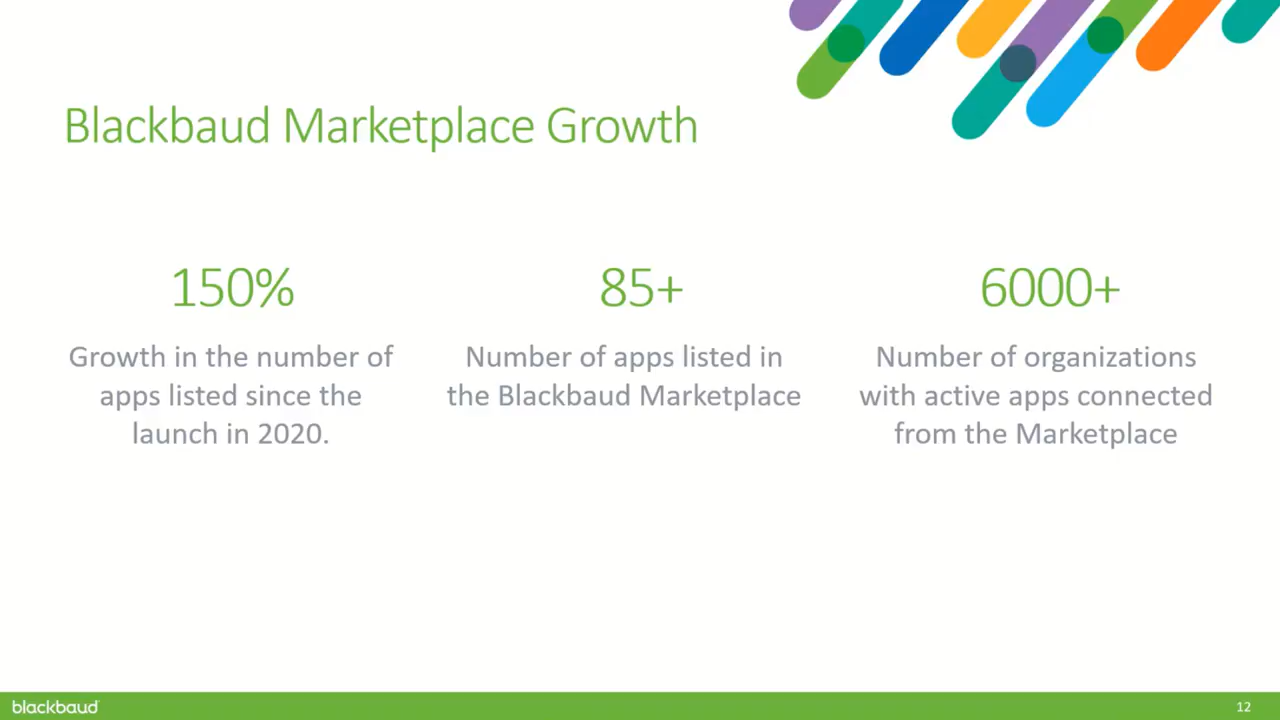 Blackbaud Marketplace Growth
150%
Growth in the number of
apps listed since the
launch in 2020.
85+
Number of apps listed in
the Blackbaud Marketplace
6000+
Number of organizations
with active apps connected
from the Marketplace
blackbaud
12